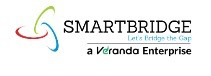 SMARTBRIDGE
Let's Bridge the Gap
a Veranda Enterprise